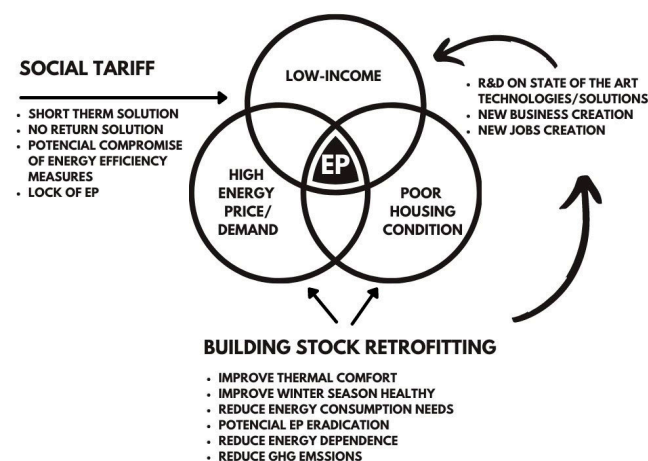 SOCIAL TARIFF
• SHORT THERM SOLUTION
• NO RETURN SOLUTION
• POTENCIAL COMPROMISE
OF ENERGY EFFICIENCY
MEASURES
• LOCK OF EP
LOW-INCOME
EP
HIGH
ENERGY
PRICE/
DEMAND
POOR
HOUSING
CONDITION
• R&D ON STATE OF THE ART
TECHNOLOGIES/SOLUTIONS
• NEW BUSINESS CREATION
• NEW JOBS CREATION
BUILDING STOCK RETROFITTING
• IMPROVE THERMAL COMFORT
• IMPROVE WINTER SEASON HEALTHY
• REDUCE ENERGY CONSUMPTION NEEDS
• POTENCIAL EP ERADICATION
• REDUCE ENERGY DEPENDENCE
• REDUCE GHG EMSSIONS